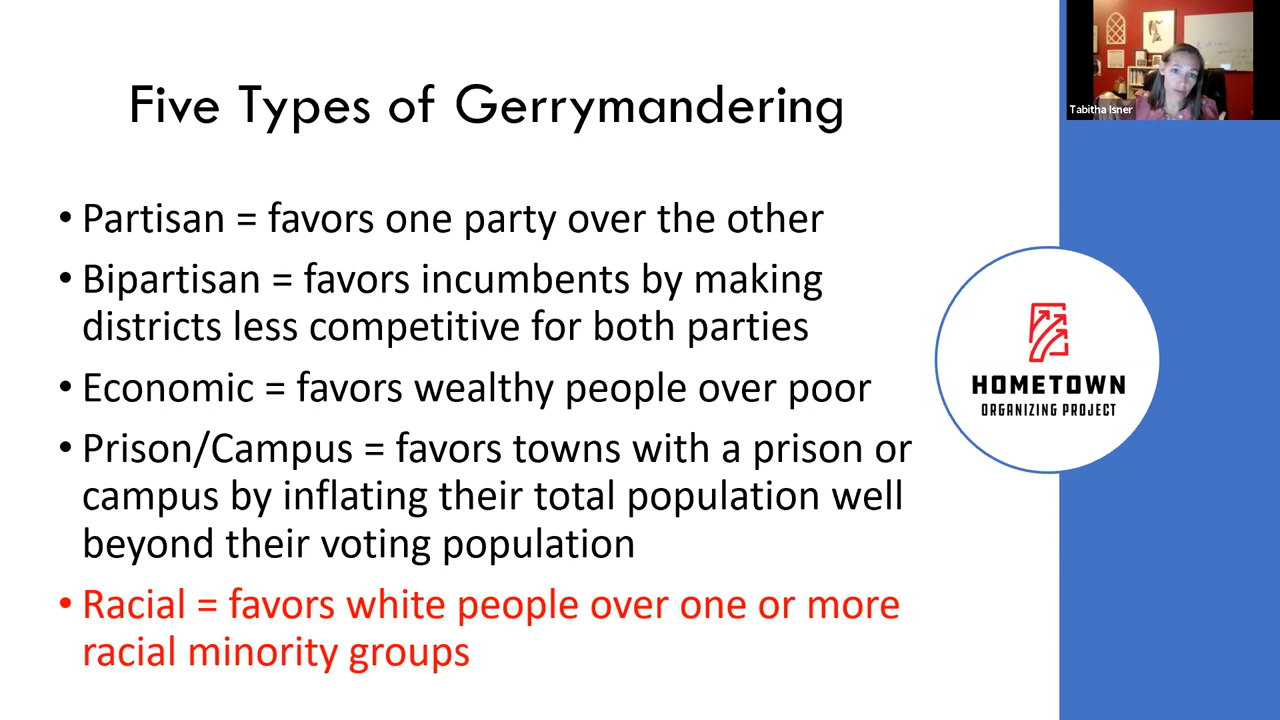 Five Types of Gerrymandering
• Partisan = favors one party over the other
• Bipartisan = favors incumbents by making
districts less competitive for both parties
• Economic = favors wealthy people over poor
• Prison/Campus = favors towns with a prison or
campus by inflating their total population well
beyond their voting population
• Racial = favors white people over one or more
racial minority groups
Tabitha Isner
HOMETOWN
ORGANIZING PROJECT